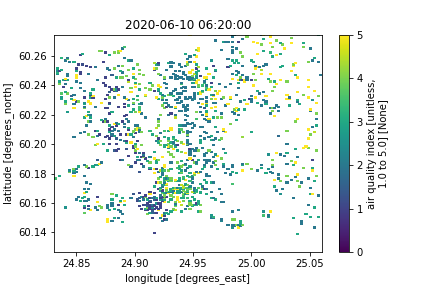 2020-06-10 06:20:00
60.26
60.24
60.22
60.20
60.18
60.16
60.14
latitude [degrees_north]
24.85 24.90 24.95 25.00 25.05
longitude [degrees_east]
5
4
3
2
1
0
air quality index [unitless,
1.0 to 5.0] [None]